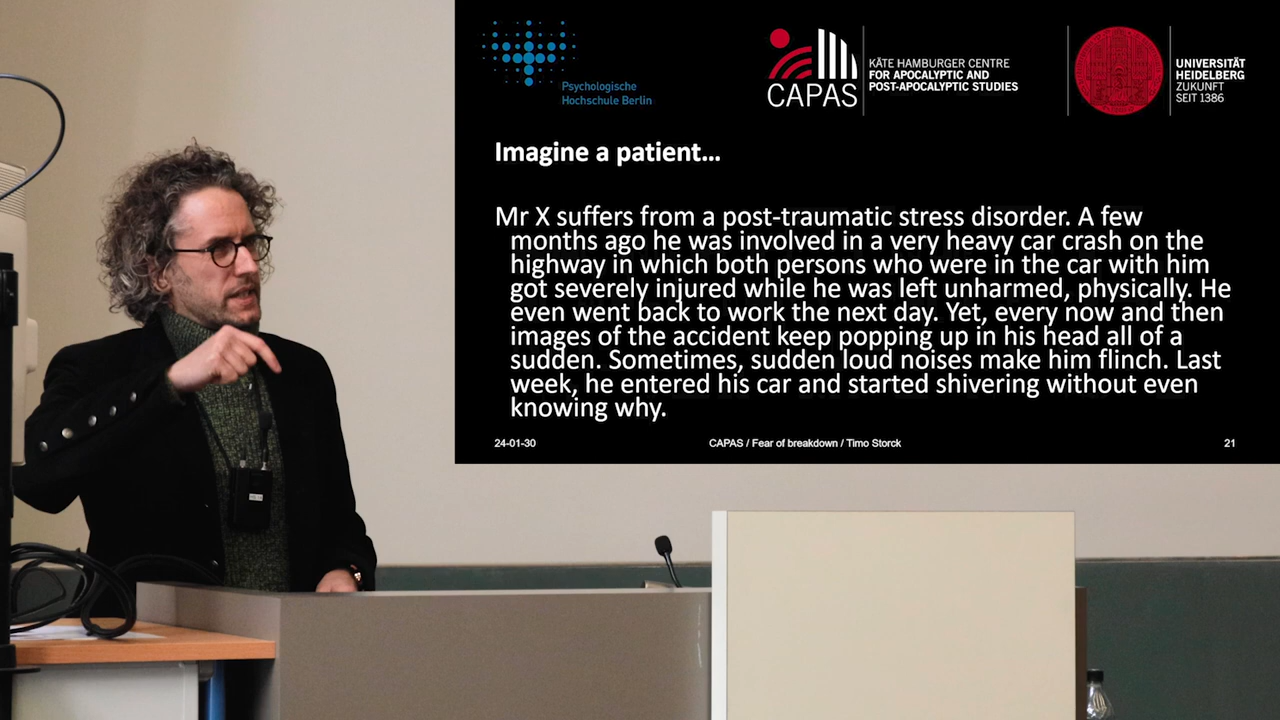 Psychologische
Hochschule Berlin
CAPAS
KÄTE HAMBURGER CENTRE
FOR APOCALYPTIC AND
POST-APOCALYPTIC STUDIES
UNIVERSITÄT
HEIDELBERG
ZUKUNFT
SEIT 1386
Imagine a patient...
Mr X suffers from a post-traumatic stress disorder. A few
months ago he was involved in a very heavy car crash on the
highway in which both persons who were in the car with him
got severely injured while he was left unharmed, physically. He
even went back to work the next day. Yet, every now and then
images of the accident keep popping up in his head all of a
sudden. Sometimes, sudden loud noises make him flinch. Last
week, he entered his car and started shivering without even
knowing why.
24-01-30
CAPAS / Fear of breakdown / Timo Storck
21